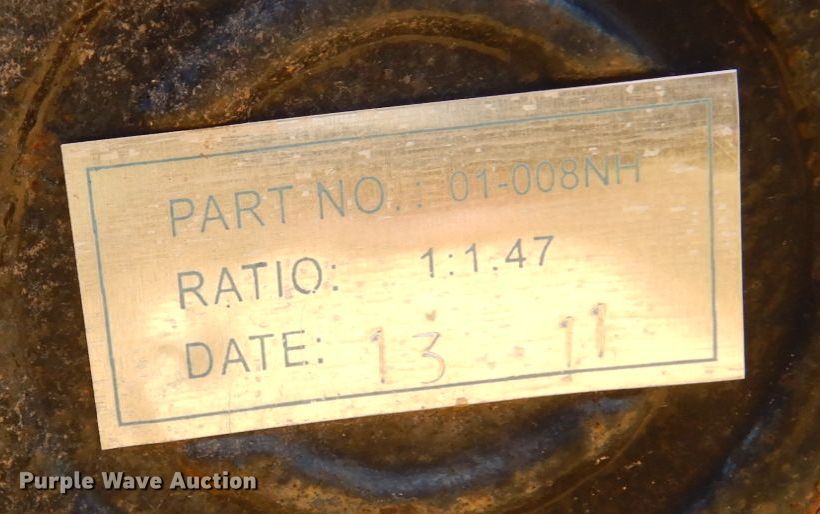 PART NO.: 01-008NH
RATIO: 1:1.47
DATE: 13 11
Purple Wave Auction